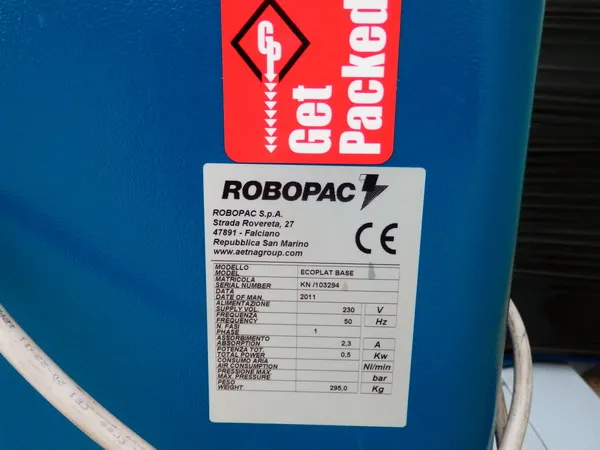 GP
Get
Packed
ROBOPAC
ROBOPAC S.p.A.
Strada Rovereta, 27
47891 - Falciano
Repubblica San Marino
www.aetnagroup.com
CE
MODELLO
MODEL ECOPLAT BASE
MATRICOLA
SERIAL NUMBER KN /103294
DATA
DATE OF MAN. 2011
ALIMENTAZIONE
SUPPLY VOL. 230 V
FREQUENZA
FREQUENCY 50 Hz
N. FASI
PHASE 1
ASSORBIMENTO
ABSORPTION 2,3 A
POTENZA TOT.
TOTAL POWER 0,5 Kw
CONSUMO ARIA
AIR CONSUMPTION Nl/min
PRESSIONE MAX.
MAX. PRESSURE bar
PESO
WEIGHT 295,0 Kg